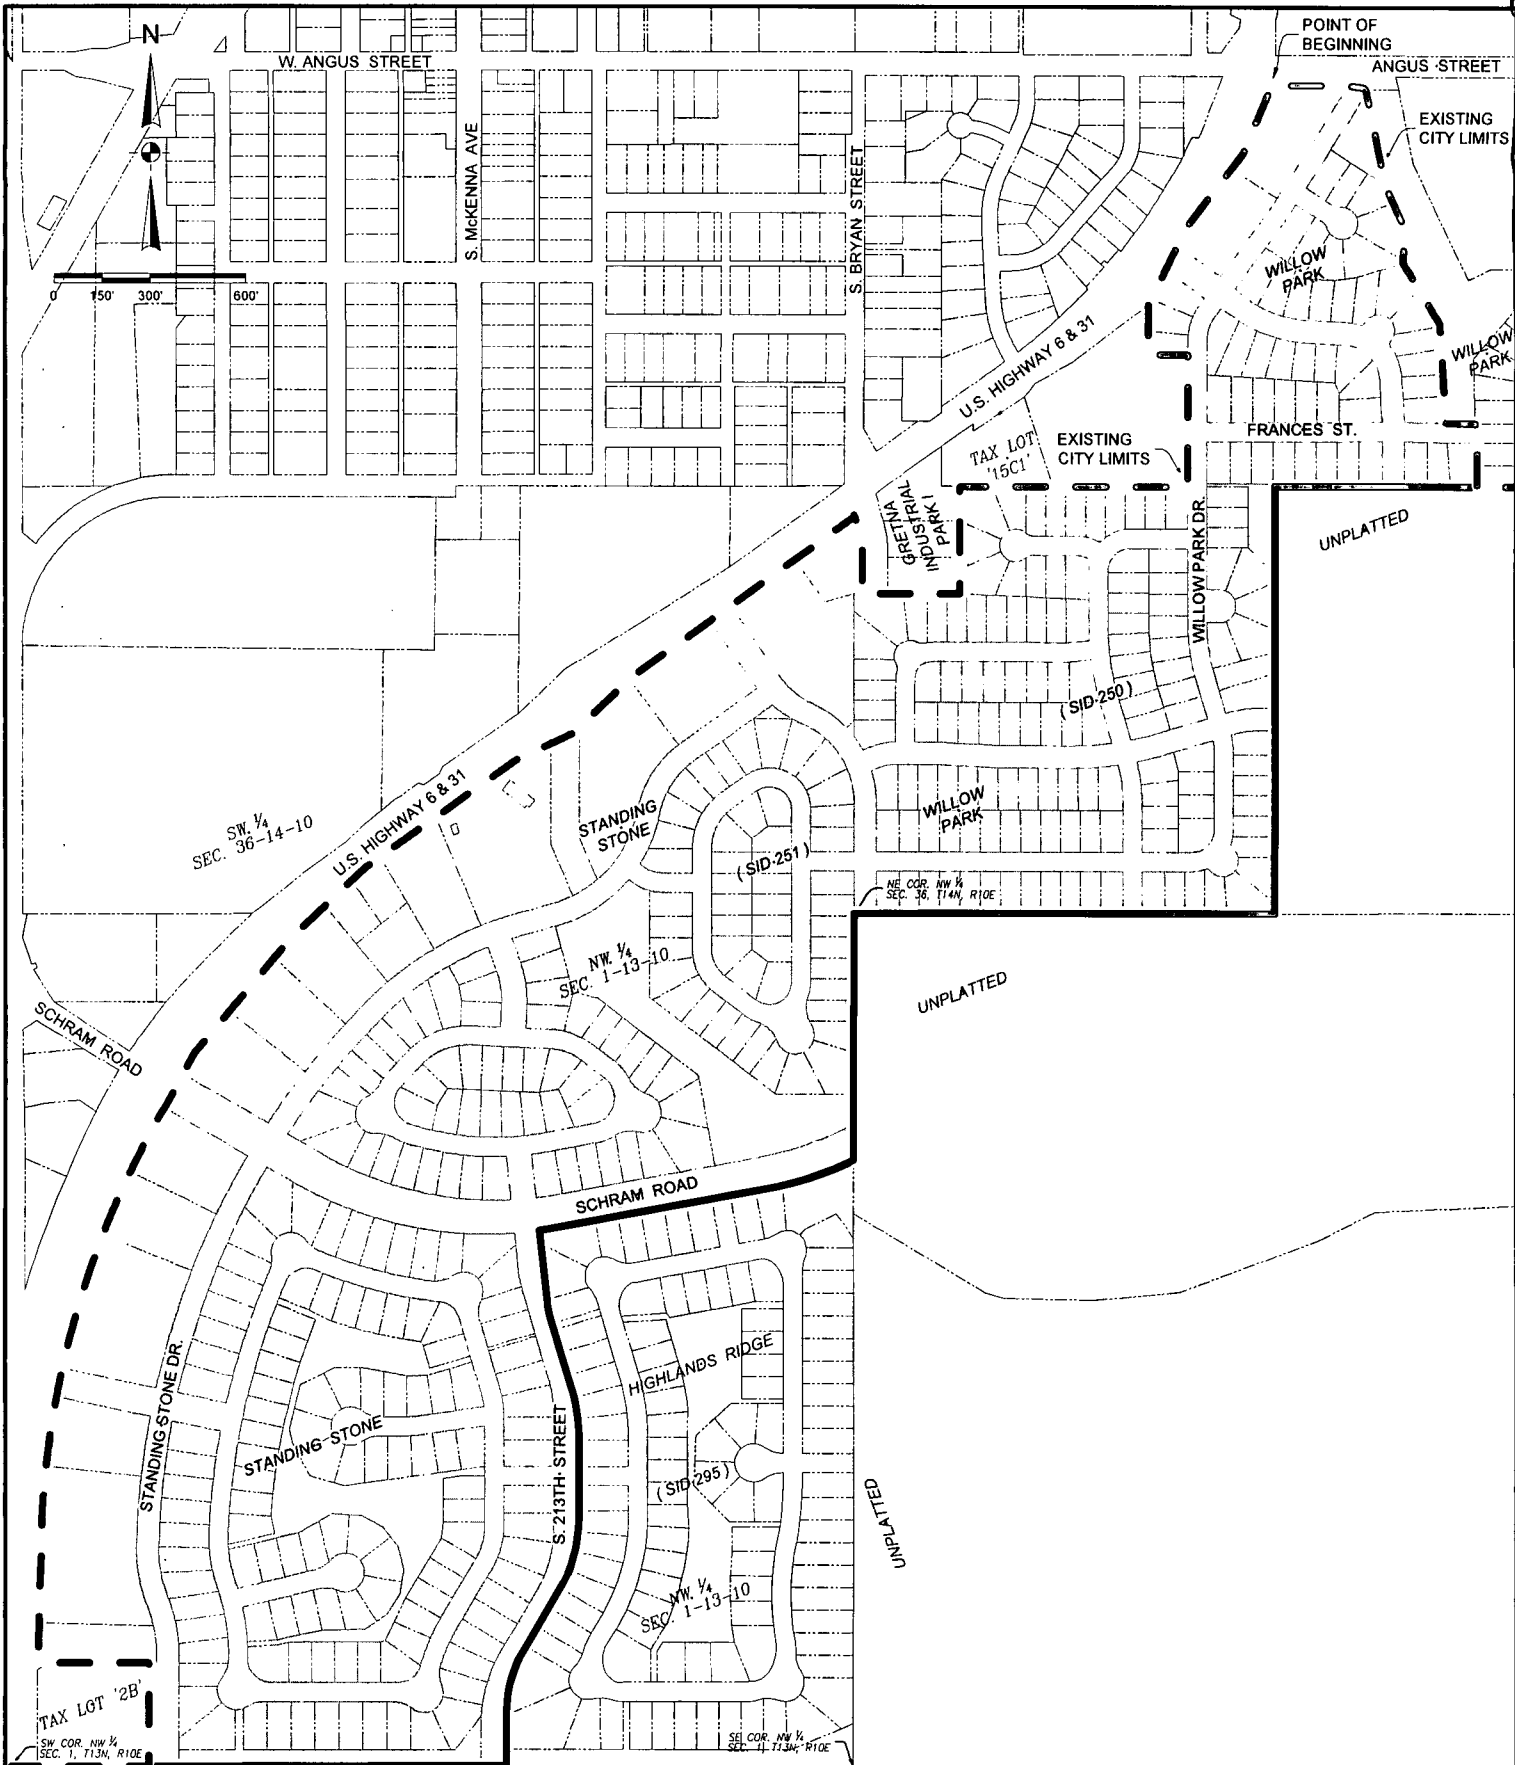 N
W. ANGUS STREET
POINT OF
BEGINNING
ANGUS STREET
EXISTING
CITY LIMITS
S. McKENNA AVE
S. BRYAN STREET
0 150' 300' 600'
WILLOW
PARK
WILLOW
PARK
U.S. HIGHWAY 6 & 31
FRANCES ST.
EXISTING
CITY LIMITS
TAX LOT
'15C1'
GRETNA
INDUSTRIAL
PARK I
WILLOW PARK DR.
UNPLATTED
( SID-250 )
SW. 1/4
SEC. 36-14-10
U.S. HIGHWAY 6 & 31
STANDING
STONE
( SID-251 )
WILLOW
PARK
NE COR. NW 1/4
SEC. 36, T14N, R10E
NW. 1/4
SEC. 1-13-10
UNPLATTED
SCHRAM ROAD
SCHRAM ROAD
STANDING STONE DR.
STANDING STONE
S. 213TH STREET
HIGHLANDS RIDGE
( SID-295 )
UNPLATTED
NW. 1/4
SEC. 1-13-10
TAX LOT '2B'
SW COR. NW 1/4
SEC. 1, T13N, R10E
SE COR. NW 1/4
SEC. 1, T13N, R10E